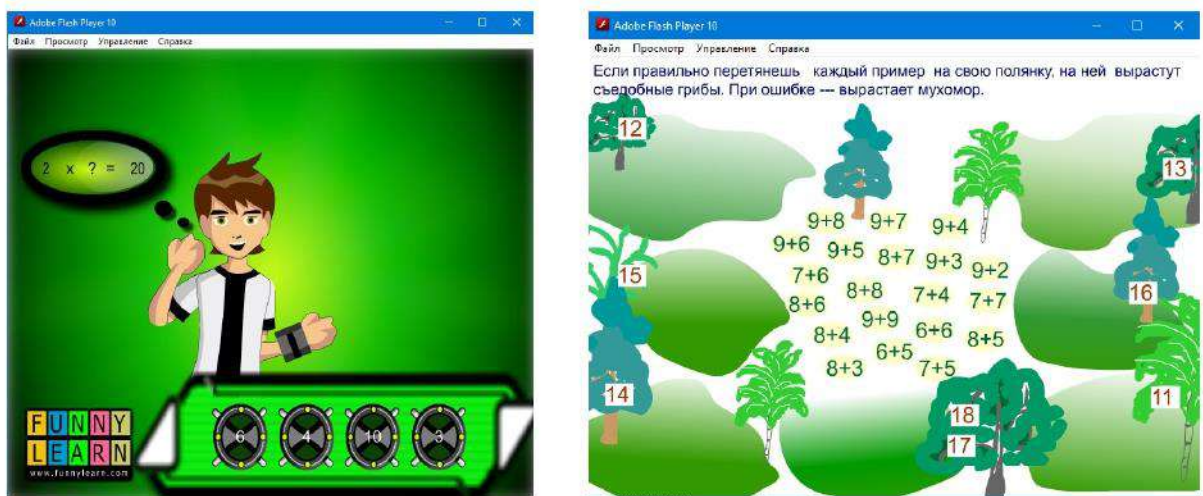 Adobe Flash Player 10
Файл Просмотр Управление Справка
2 x ? = 20
FUNNY
LEARN
www.funnylearn.com
6 4 10 3
Adobe Flash Player 10
Файл Просмотр Управление Справка
Если правильно перетянешь каждый пример на свою полянку, на ней вырастут
съедобные грибы. При ошибке --- вырастает мухомор.
12
13
9+8 9+7 9+4
9+6 9+5 8+7 9+3 9+2
15
7+6
16
8+6 8+8 7+4 7+7
8+4 9+9 6+6 8+5
8+3 6+5 7+5
14
11
18
17